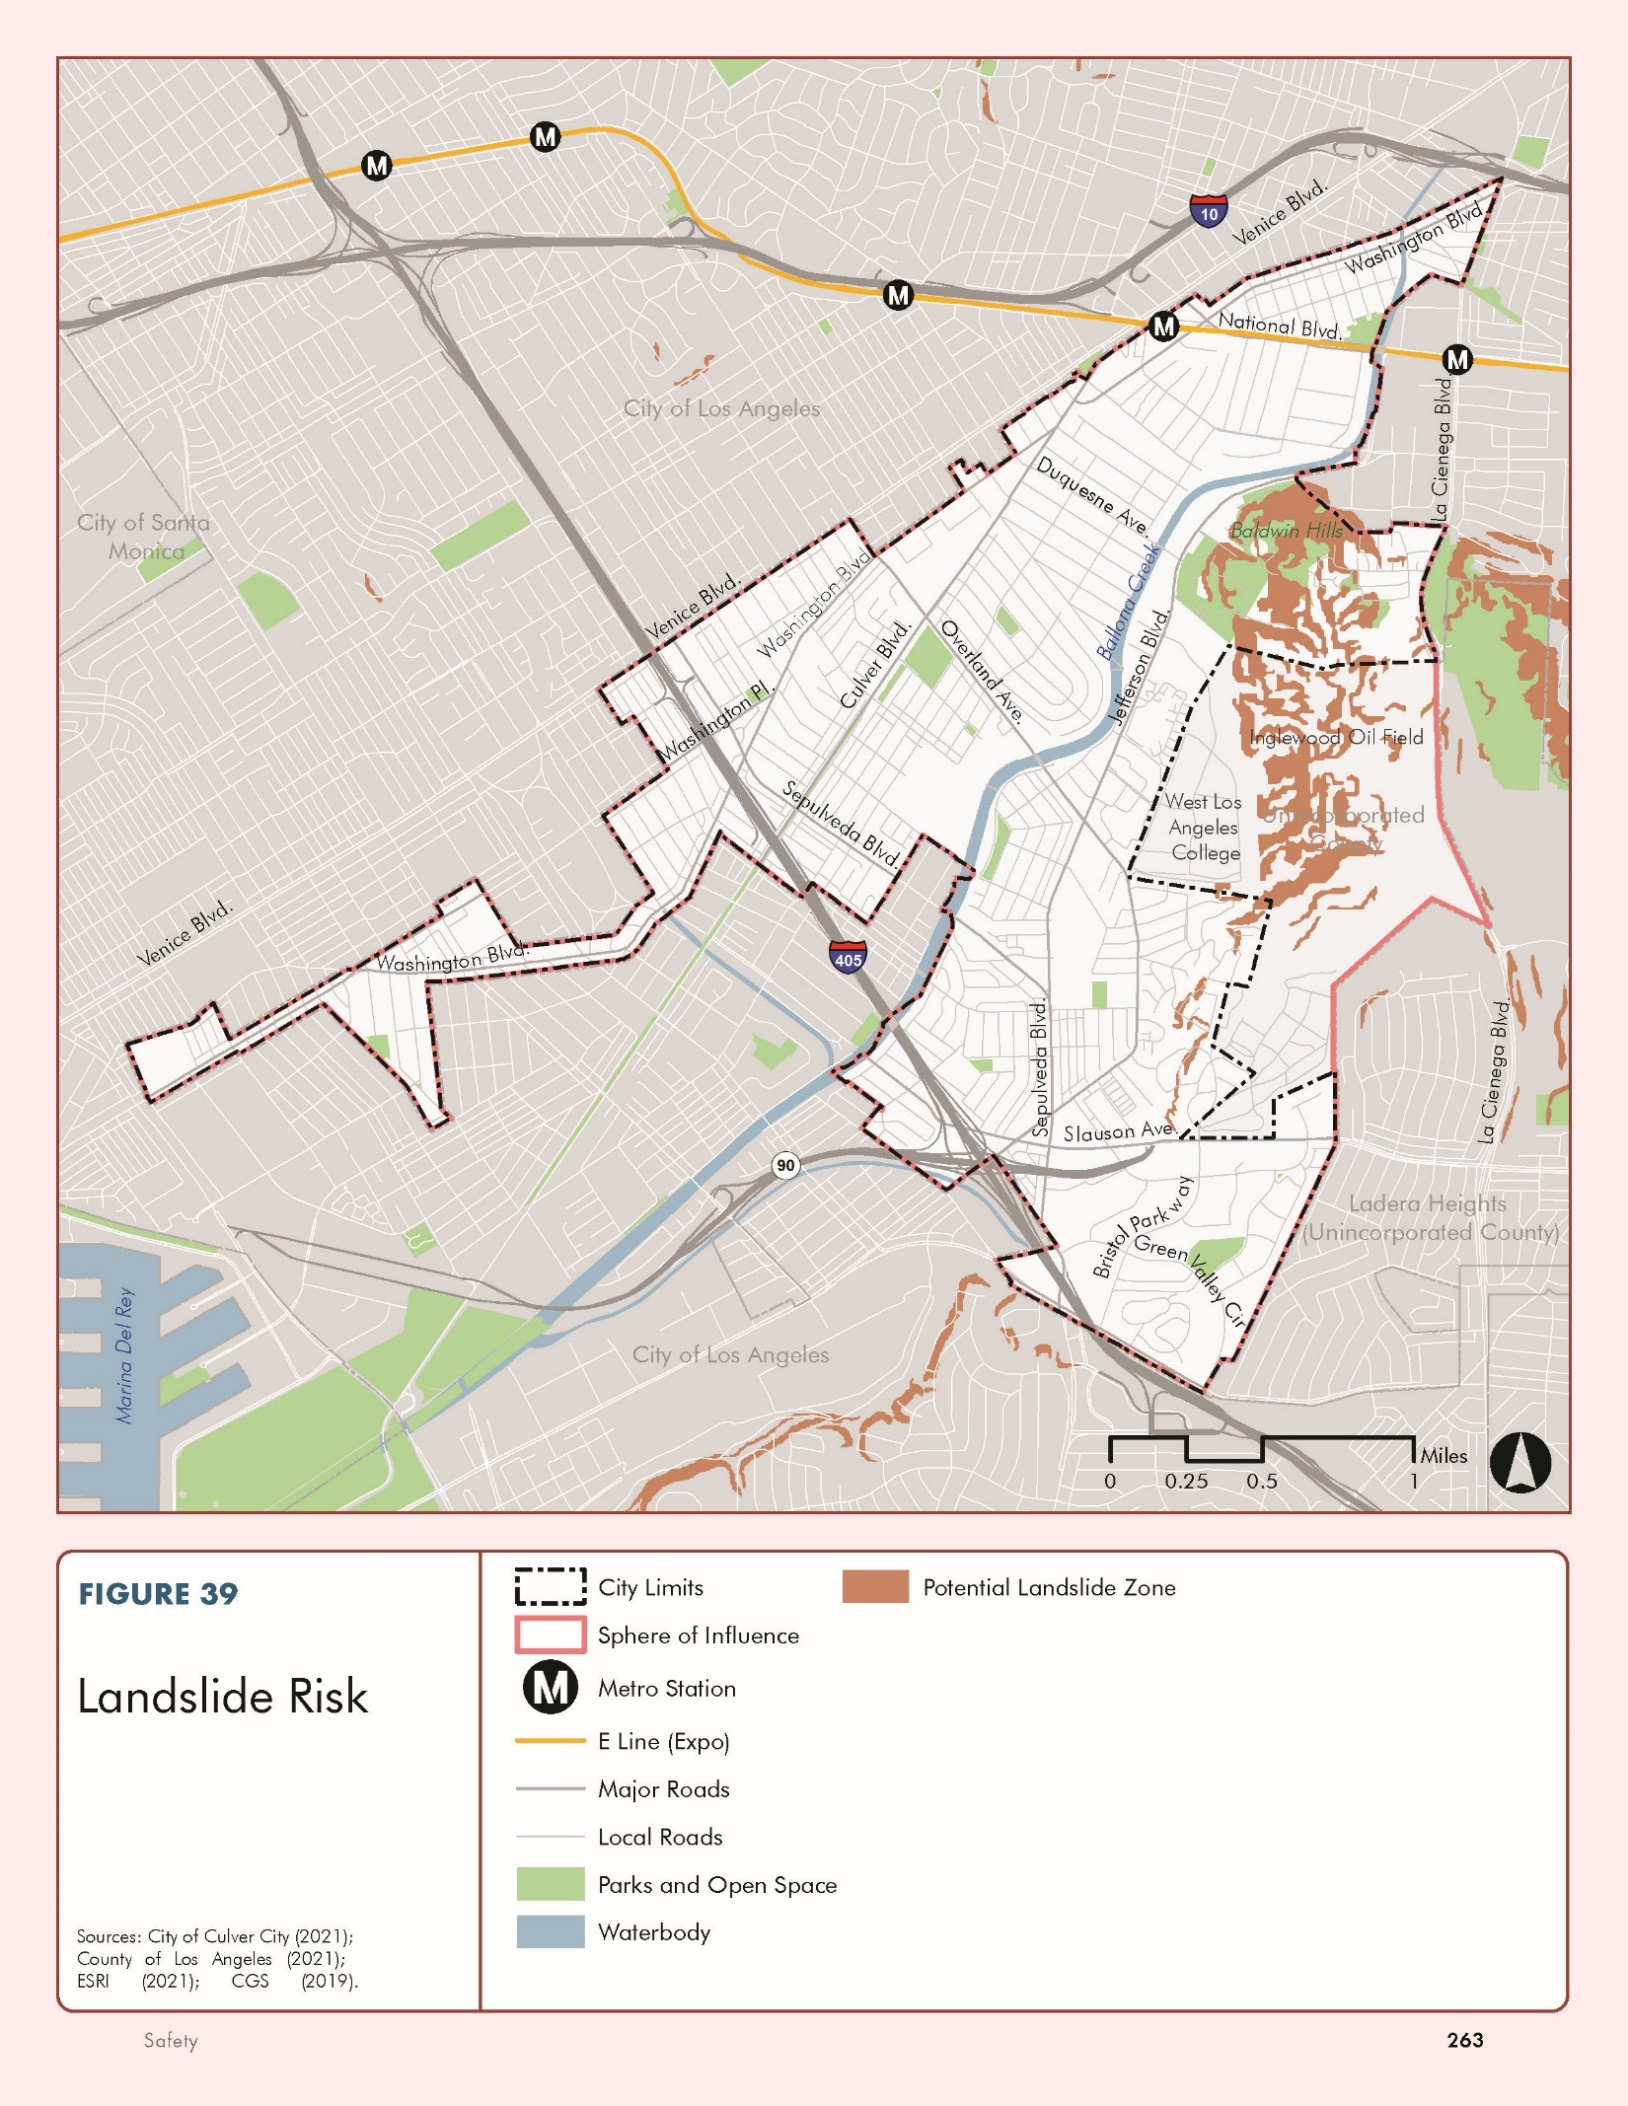 M
M
10
Venice Blvd.
Washington Blvd.
M
M
National Blvd.
M
City of Los Angeles
La Cienega Blvd.
Duquesne Ave.
City of Santa
Monica
Baldwin Hills
Ballona Creek
Venice Blvd.
Washington Blvd.
Culver Blvd.
Overland Ave.
Jefferson Blvd.
Washington Pl.
Inglewood Oil Field
Sepulveda Blvd.
West Los
Angeles
College
Unincorporated
County
Venice Blvd.
Washington Blvd.
405
Sepulveda Blvd.
La Cienega Blvd.
Slauson Ave.
90
Bristol Parkway
Green Valley Cir
Ladera Heights
(Unincorporated County)
Marina Del Rey
City of Los Angeles
Miles
0 0.25 0.5 1
FIGURE 39
Landslide Risk
Sources: City of Culver City (2021);
County of Los Angeles (2021);
ESRI (2021); CGS (2019).
City Limits
Sphere of Influence
M Metro Station
E Line (Expo)
Major Roads
Local Roads
Parks and Open Space
Waterbody
Potential Landslide Zone
Safety
263